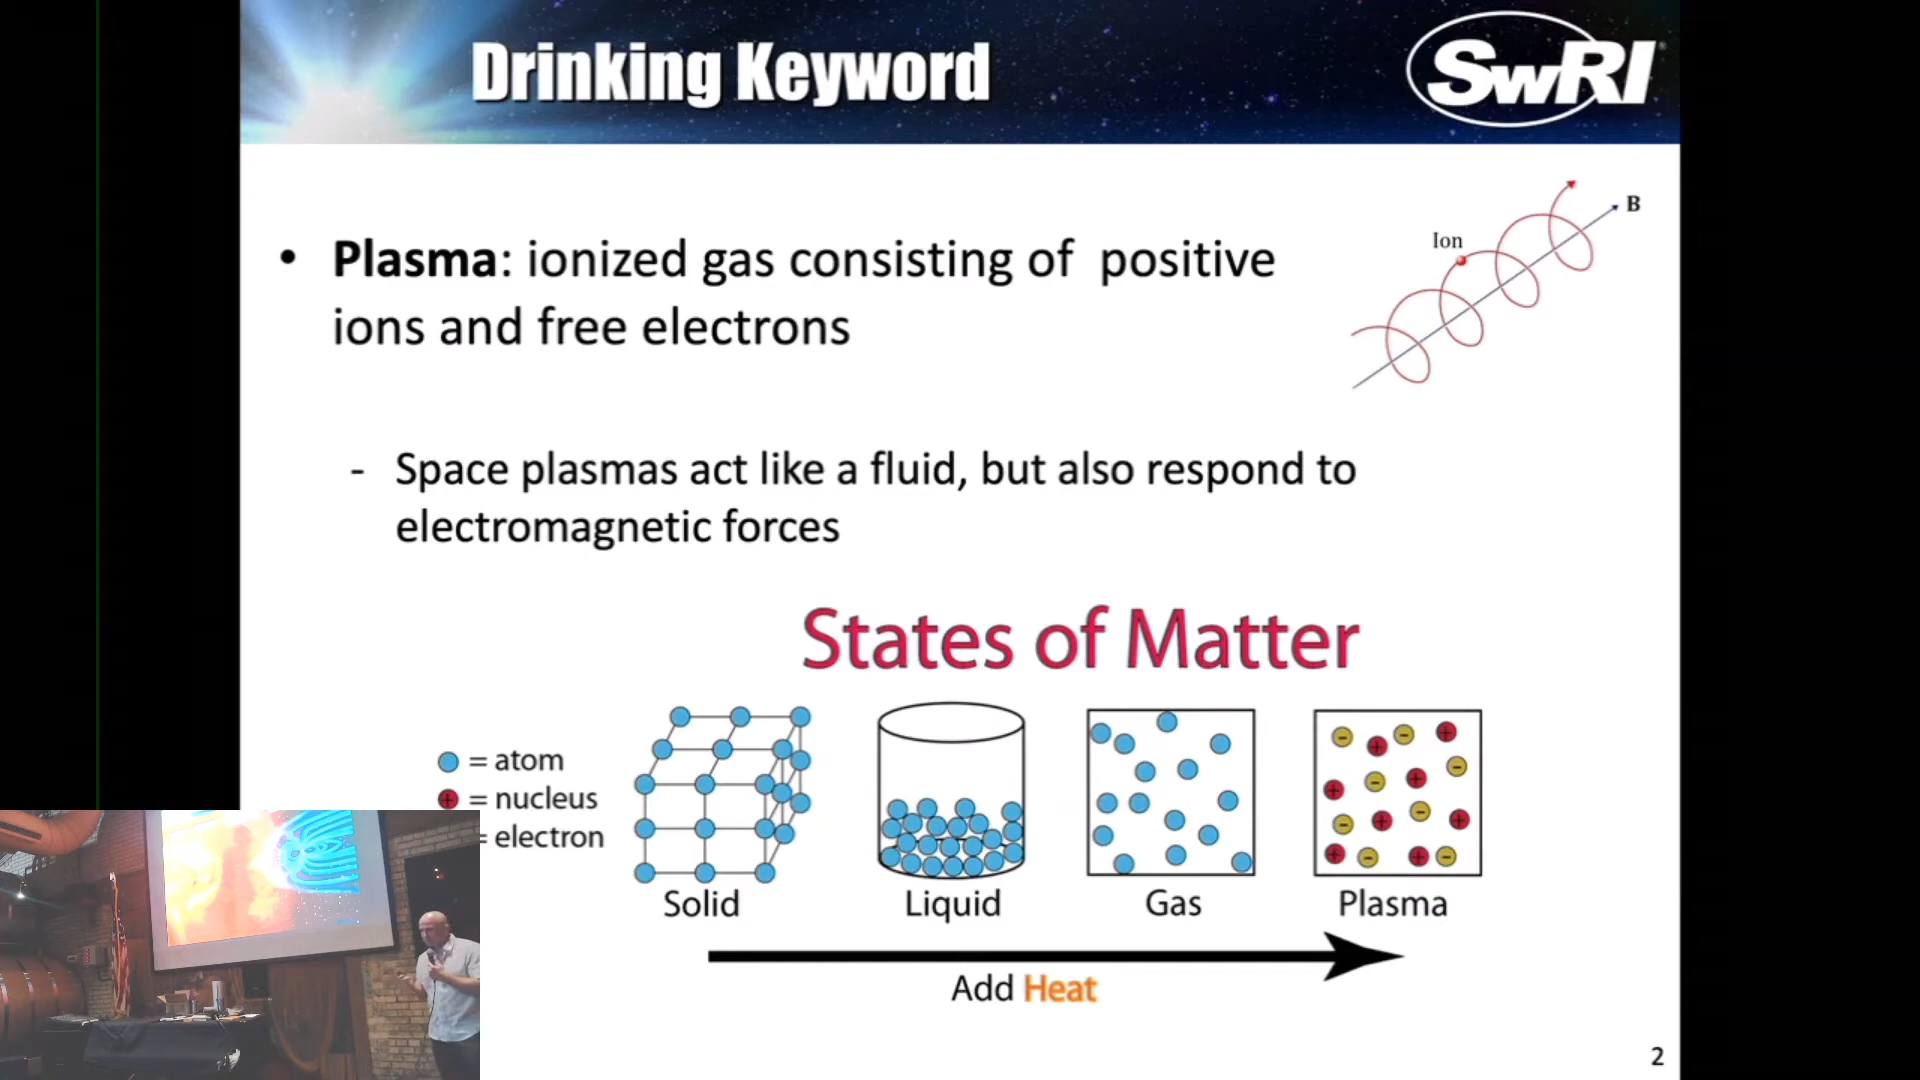 Drinking Keyword
SwRI
B
Ion
• Plasma: ionized gas consisting of positive
ions and free electrons
- Space plasmas act like a fluid, but also respond to
electromagnetic forces
States of Matter
= atom
+ = nucleus
= electron
Solid
Liquid
Gas
Plasma
Add Heat
2